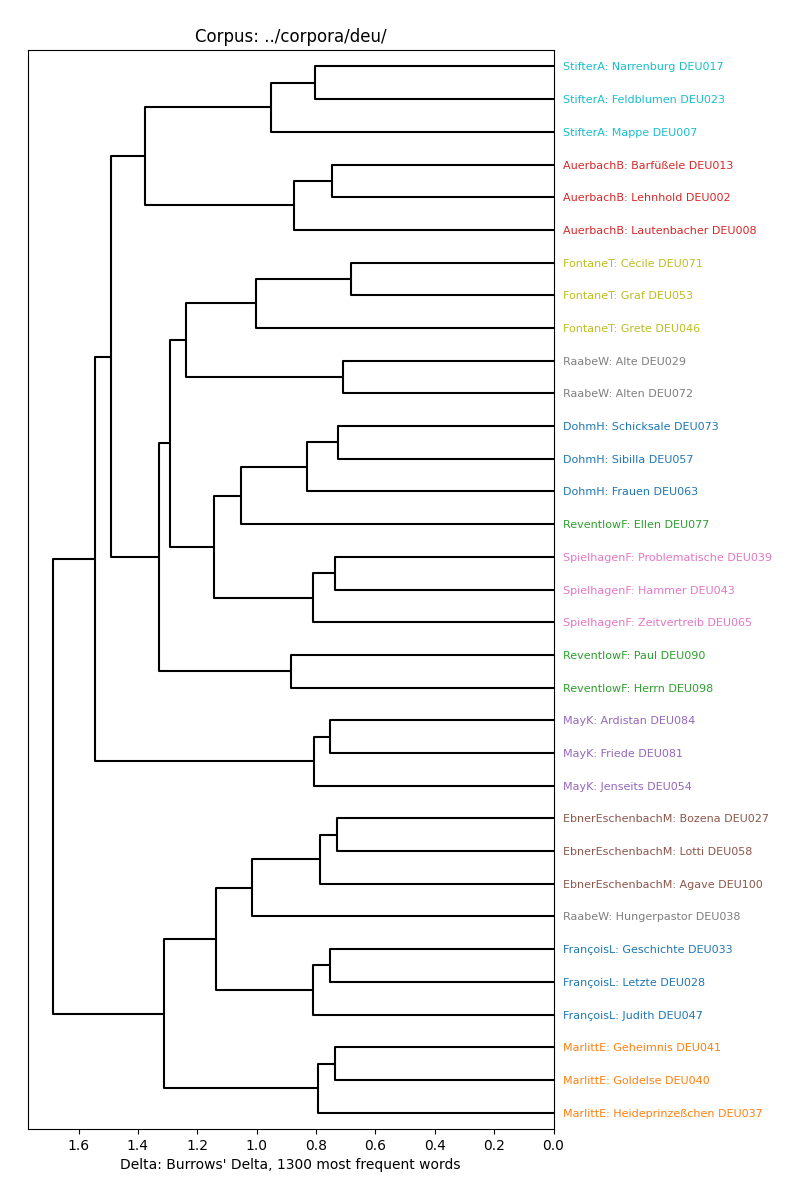 Corpus: ../corpora/deu/
StifterA: Narrenburg DEU017
StifterA: Feldblumen DEU023
StifterA: Mappe DEU007
AuerbachB: Barfüßele DEU013
AuerbachB: Lehnhold DEU002
AuerbachB: Lautenbacher DEU008
FontaneT: Cécile DEU071
FontaneT: Graf DEU053
FontaneT: Grete DEU046
RaabeW: Alte DEU029
RaabeW: Alten DEU072
DohmH: Schicksale DEU073
DohmH: Sibilla DEU057
DohmH: Frauen DEU063
ReventlowF: Ellen DEU077
SpielhagenF: Problematische DEU039
SpielhagenF: Hammer DEU043
SpielhagenF: Zeitvertreib DEU065
ReventlowF: Paul DEU090
ReventlowF: Herrn DEU098
MayK: Ardistan DEU084
MayK: Friede DEU081
MayK: Jenseits DEU054
EbnerEschenbachM: Bozena DEU027
EbnerEschenbachM: Lotti DEU058
EbnerEschenbachM: Agave DEU100
RaabeW: Hungerpastor DEU038
FrançoisL: Geschichte DEU033
FrançoisL: Letzte DEU028
FrançoisL: Judith DEU047
MarlittE: Geheimnis DEU041
MarlittE: Goldelse DEU040
MarlittE: Heideprinzeßchen DEU037
1.6 1.4 1.2 1.0 0.8 0.6 0.4 0.2 0.0
Delta: Burrows' Delta, 1300 most frequent words